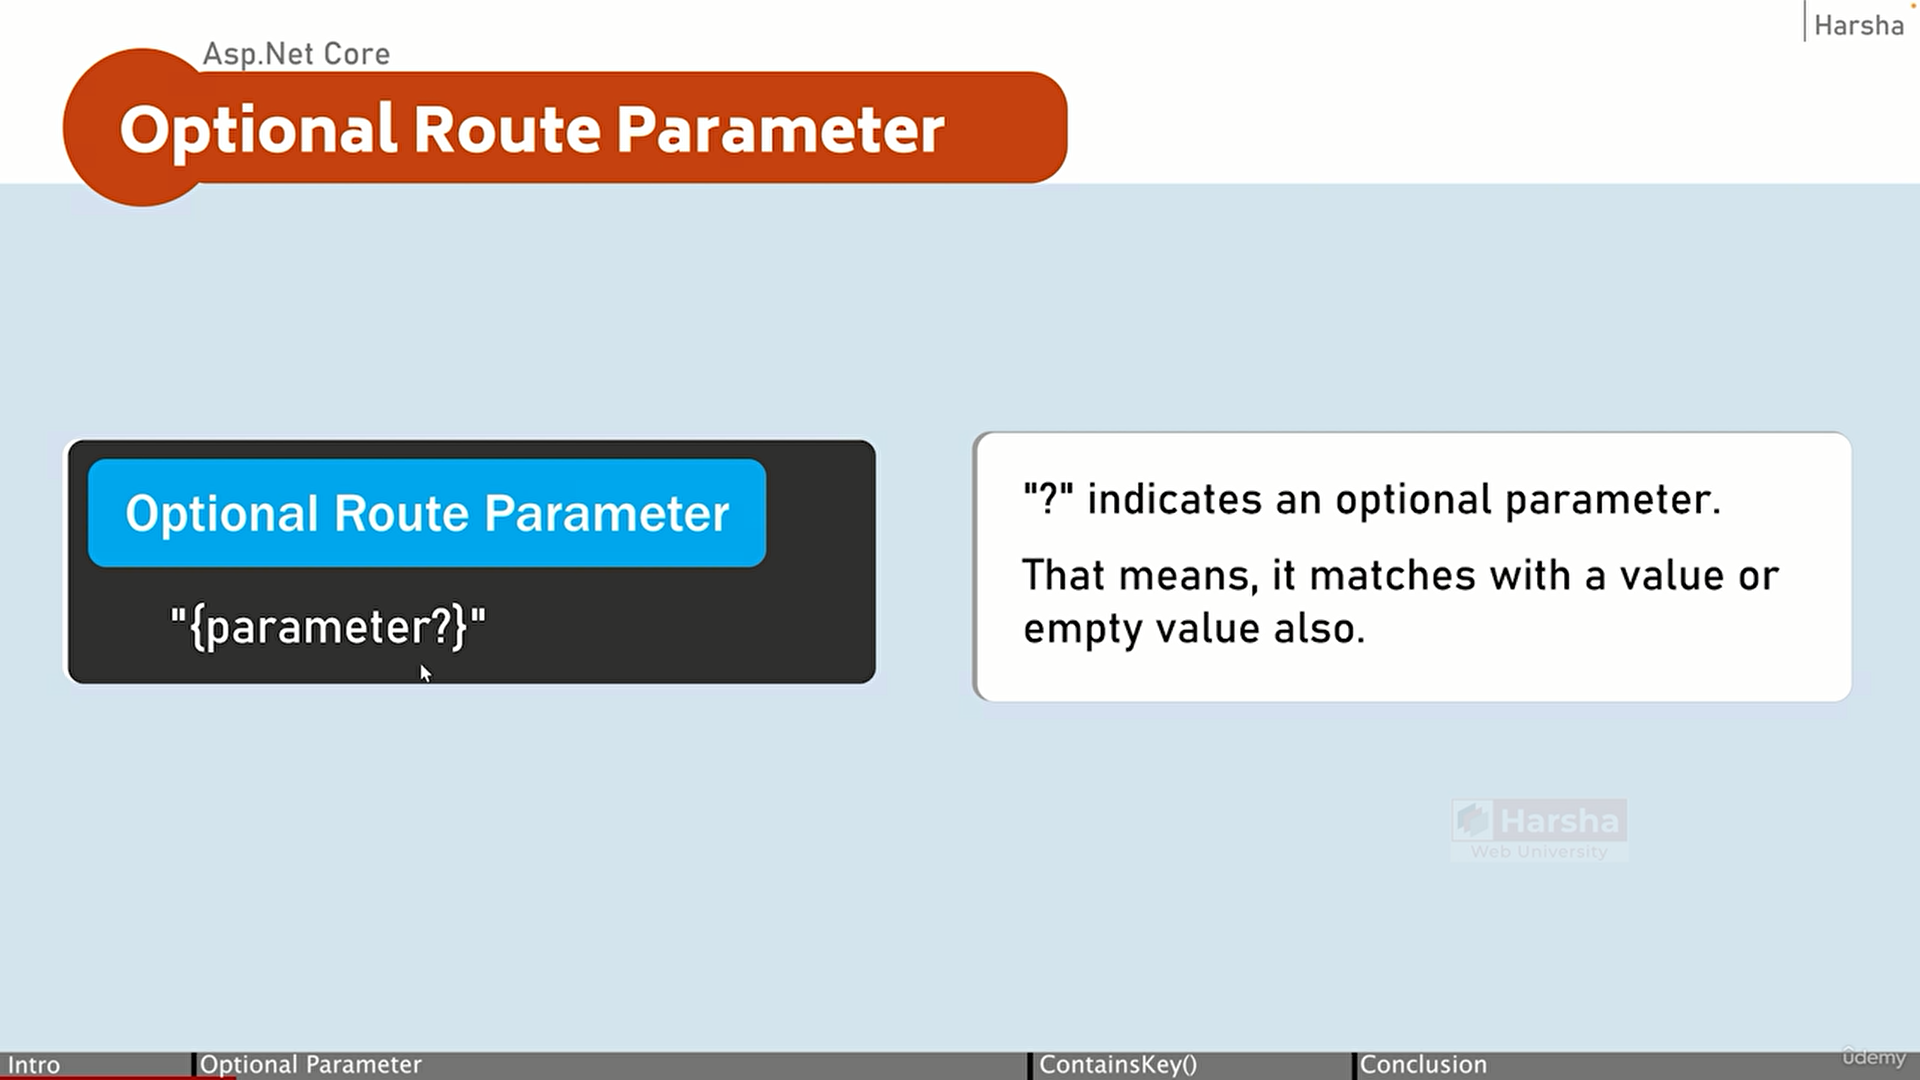 Harsha
Asp.Net Core
Optional Route Parameter
Optional Route Parameter
"{parameter?}"
"?" indicates an optional parameter.
That means, it matches with a value or
empty value also.
Harsha
Web University
Intro
Optional Parameter
ContainsKey()
Conclusion
ûdemy